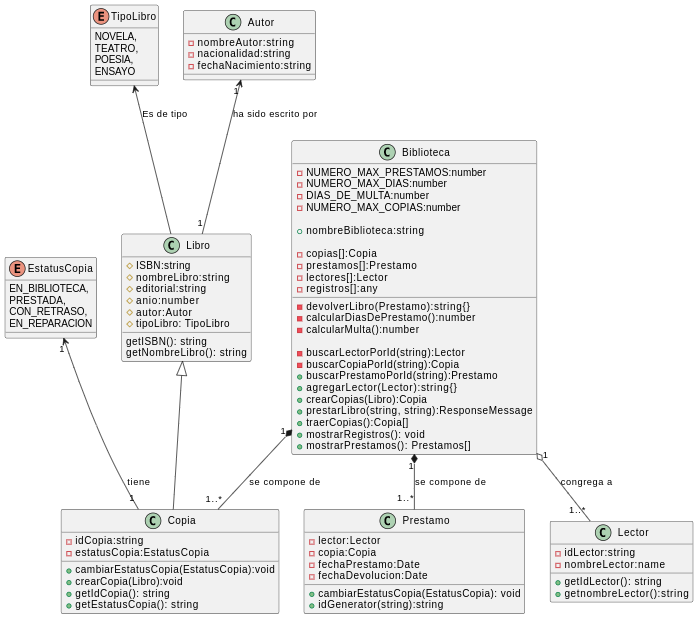 E TipoLibro
NOVELA,
TEATRO,
POESIA,
ENSAYO
C Autor
nombreAutor:string
nacionalidad:string
fechaNacimiento:string
1
Es de tipo
ha sido escrito por
1
C Biblioteca
NUMERO_MAX_PRESTAMOS:number
NUMERO_MAX_DIAS:number
DIAS_DE_MULTA:number
NUMERO_MAX_COPIAS:number
nombreBiblioteca:string
copias[]:Copia
prestamos[]:Prestamo
lectores[]:Lector
registros[]:any
devolverLibro(Prestamo):string{}
calcularDiasDePrestamo():number
calcularMulta():number
buscarLectorPorId(string):Lector
buscarCopiaPorId(string):Copia
buscarPrestamoPorId(string):Prestamo
agregarLector(Lector):string{}
crearCopias(Libro):Copia
prestarLibro(string, string):ResponseMessage
traerCopias():Copia[]
mostrarRegistros(): void
mostrarPrestamos(): Prestamos[]
C Libro
ISBN:string
nombreLibro:string
editorial:string
anio:number
autor:Autor
tipoLibro: TipoLibro
getISBN(): string
getNombreLibro(): string
E EstatusCopia
EN_BIBLIOTECA,
PRESTADA,
CON_RETRASO,
EN_REPARACION
1
tiene
1
1
se compone de
1..*
1
se compone de
1..*
1
congrega a
1..*
C Copia
idCopia:string
estatusCopia:EstatusCopia
cambiarEstatusCopia(EstatusCopia):void
crearCopia(Libro):void
getIdCopia(): string
getEstatusCopia(): string
C Prestamo
lector:Lector
copia:Copia
fechaPrestamo:Date
fechaDevolucion:Date
cambiarEstatusCopia(EstatusCopia): void
idGenerator(string):string
C Lector
idLector:string
nombreLector:name
getIdLector(): string
getnombreLector():string